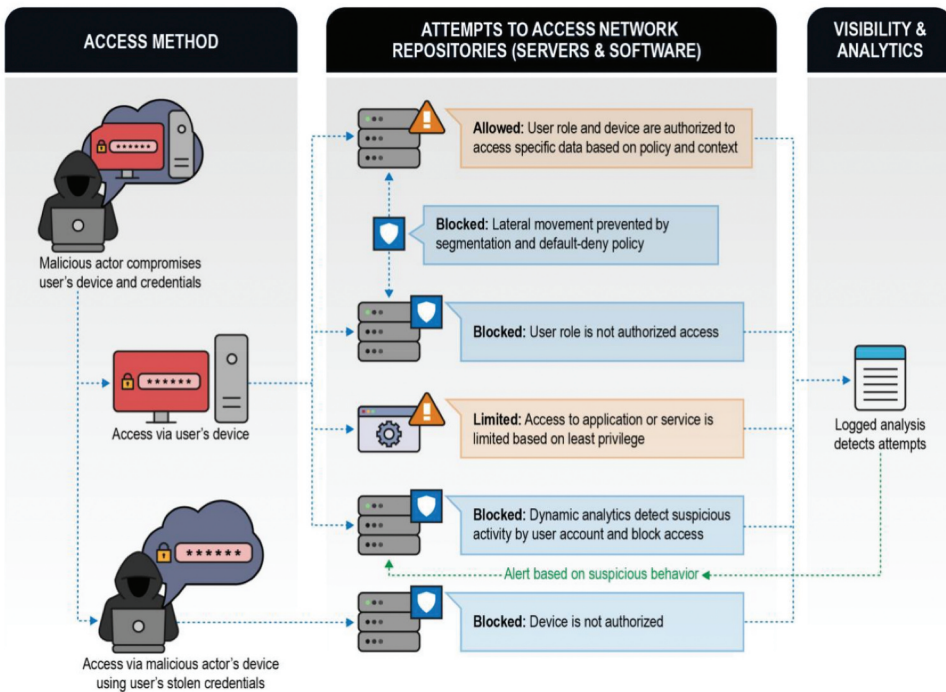 ACCESS METHOD
ATTEMPTS TO ACCESS NETWORK
REPOSITORIES (SERVERS & SOFTWARE)
VISIBILITY &
ANALYTICS
******
Malicious actor compromises
user's device and credentials
******
Access via user's device
******
Access via malicious actor's device
using user's stolen credentials
Allowed: User role and device are authorized to
access specific data based on policy and context
Blocked: Lateral movement prevented by
segmentation and default-deny policy
Blocked: User role is not authorized access
Limited: Access to application or service is
limited based on least privilege
Blocked: Dynamic analytics detect suspicious
activity by user account and block access
Alert based on suspicious behavior
Blocked: Device is not authorized
Logged analysis
detects attempts